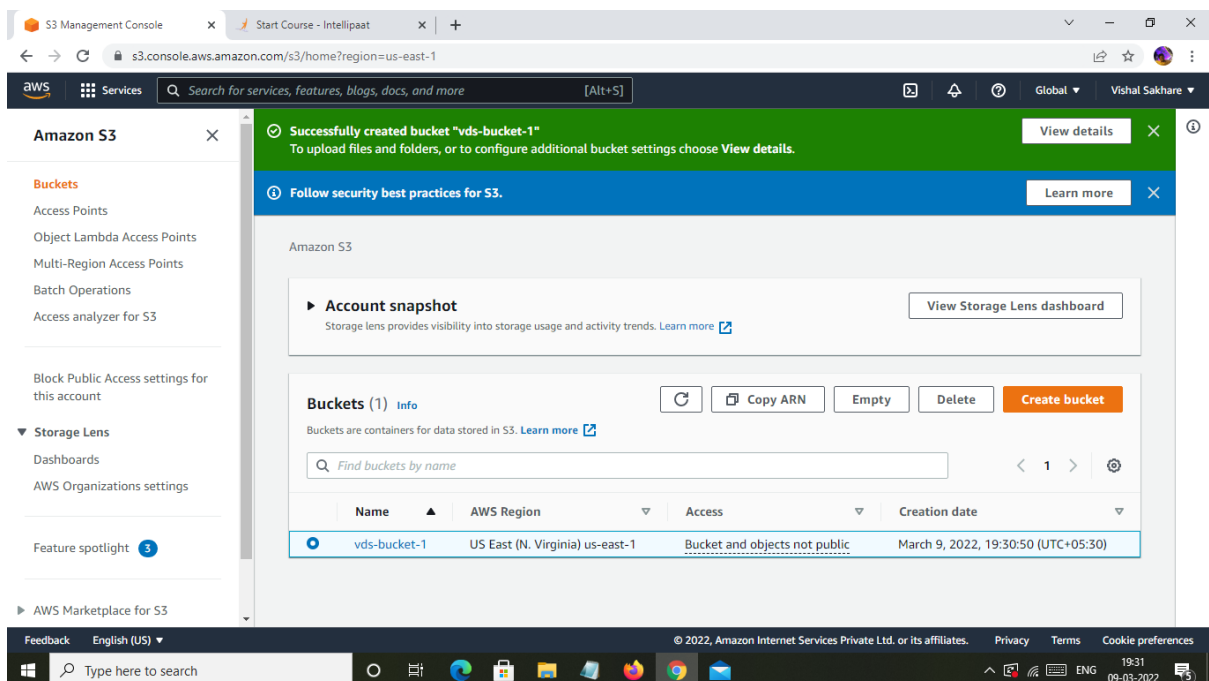 S3 Management Console
Start Course - Intellipaat
s3.console.aws.amazon.com/s3/home?region=us-east-1
aws
Services
Search for services, features, blogs, docs, and more
[Alt+S]
Global
Vishal Sakhare
Amazon S3
Buckets
Access Points
Object Lambda Access Points
Multi-Region Access Points
Batch Operations
Access analyzer for S3
Block Public Access settings for
this account
Storage Lens
Dashboards
AWS Organizations settings
Feature spotlight 3
AWS Marketplace for S3
Successfully created bucket "vds-bucket-1"
To upload files and folders, or to configure additional bucket settings choose View details.
View details
Follow security best practices for S3.
Learn more
Amazon S3
Account snapshot
Storage lens provides visibility into storage usage and activity trends. Learn more
View Storage Lens dashboard
Buckets (1) Info
Copy ARN
Empty
Delete
Create bucket
Buckets are containers for data stored in S3. Learn more
Find buckets by name
1
Name AWS Region Access Creation date
vds-bucket-1 US East (N. Virginia) us-east-1 Bucket and objects not public March 9, 2022, 19:30:50 (UTC+05:30)
Feedback English (US) © 2022, Amazon Internet Services Private Ltd. or its affiliates. Privacy Terms Cookie preferences
Type here to search
ENG
19:31
09-03-2022
5